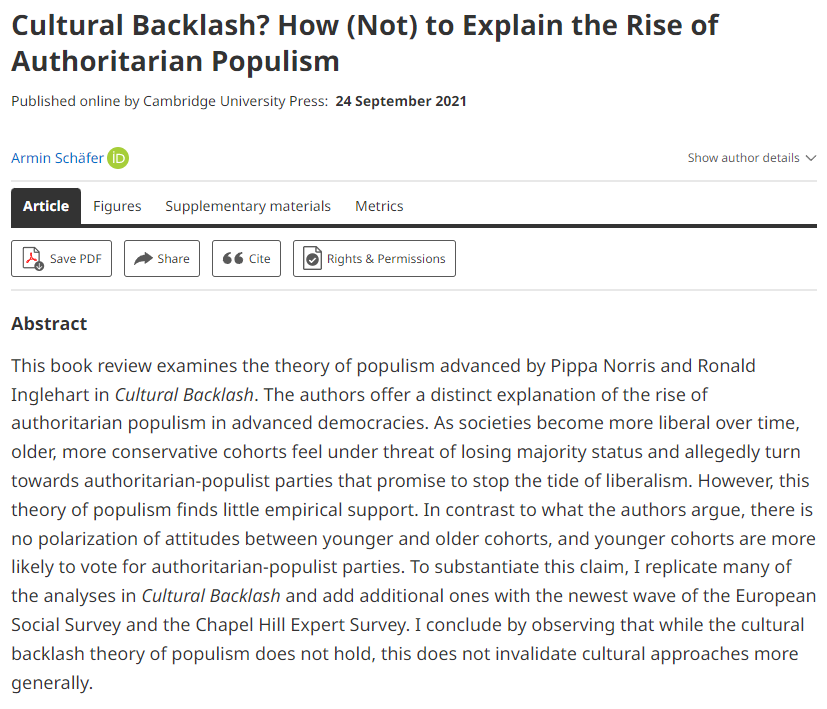 Cultural Backlash? How (Not) to Explain the Rise of
Authoritarian Populism
Published online by Cambridge University Press: 24 September 2021
Armin Schäfer iD
Show author details
Article
Figures
Supplementary materials
Metrics
Save PDF
Share
Cite
Rights & Permissions
Abstract
This book review examines the theory of populism advanced by Pippa Norris and Ronald
Inglehart in Cultural Backlash. The authors offer a distinct explanation of the rise of
authoritarian populism in advanced democracies. As societies become more liberal over time,
older, more conservative cohorts feel under threat of losing majority status and allegedly turn
towards authoritarian-populist parties that promise to stop the tide of liberalism. However, this
theory of populism finds little empirical support. In contrast to what the authors argue, there is
no polarization of attitudes between younger and older cohorts, and younger cohorts are more
likely to vote for authoritarian-populist parties. To substantiate this claim, I replicate many of
the analyses in Cultural Backlash and add additional ones with the newest wave of the European
Social Survey and the Chapel Hill Expert Survey. I conclude by observing that while the cultural
backlash theory of populism does not hold, this does not invalidate cultural approaches more
generally.